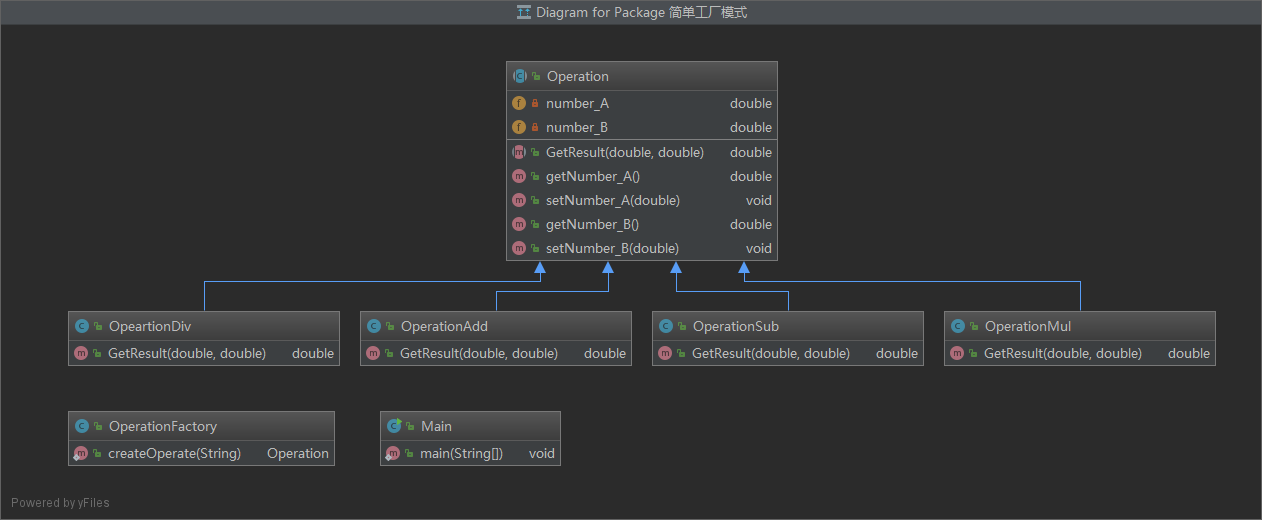 Diagram for Package 简单工厂模式
Operation
number_A double
number_B double
GetResult(double, double) double
getNumber_A() double
setNumber_A(double) void
getNumber_B() double
setNumber_B(double) void
OpeartionDiv OperationAdd OperationSub OperationMul
GetResult(double, double) double GetResult(double, double) double GetResult(double, double) double GetResult(double, double) double
OperationFactory Main
createOperate(String) Operation main(String[]) void
Powered by yFiles